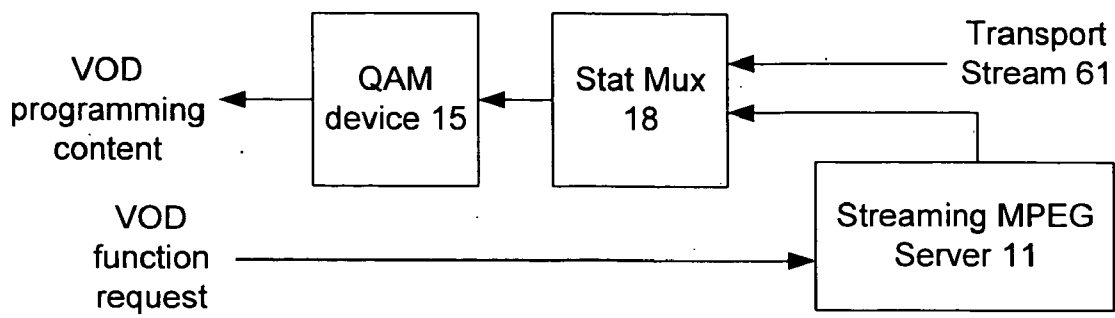 VOD
programming
content
QAM
device 15
Stat Mux
18
Transport
Stream 61
VOD
function
request
Streaming MPEG
Server 11